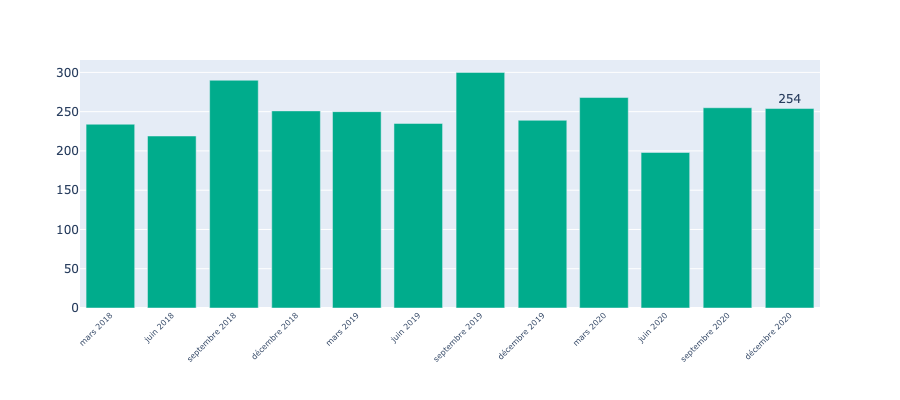 300
250
200
150
100
50
0
254
mars 2018
juin 2018
septembre 2018
décembre 2018
mars 2019
juin 2019
septembre 2019
décembre 2019
mars 2020
juin 2020
septembre 2020
décembre 2020